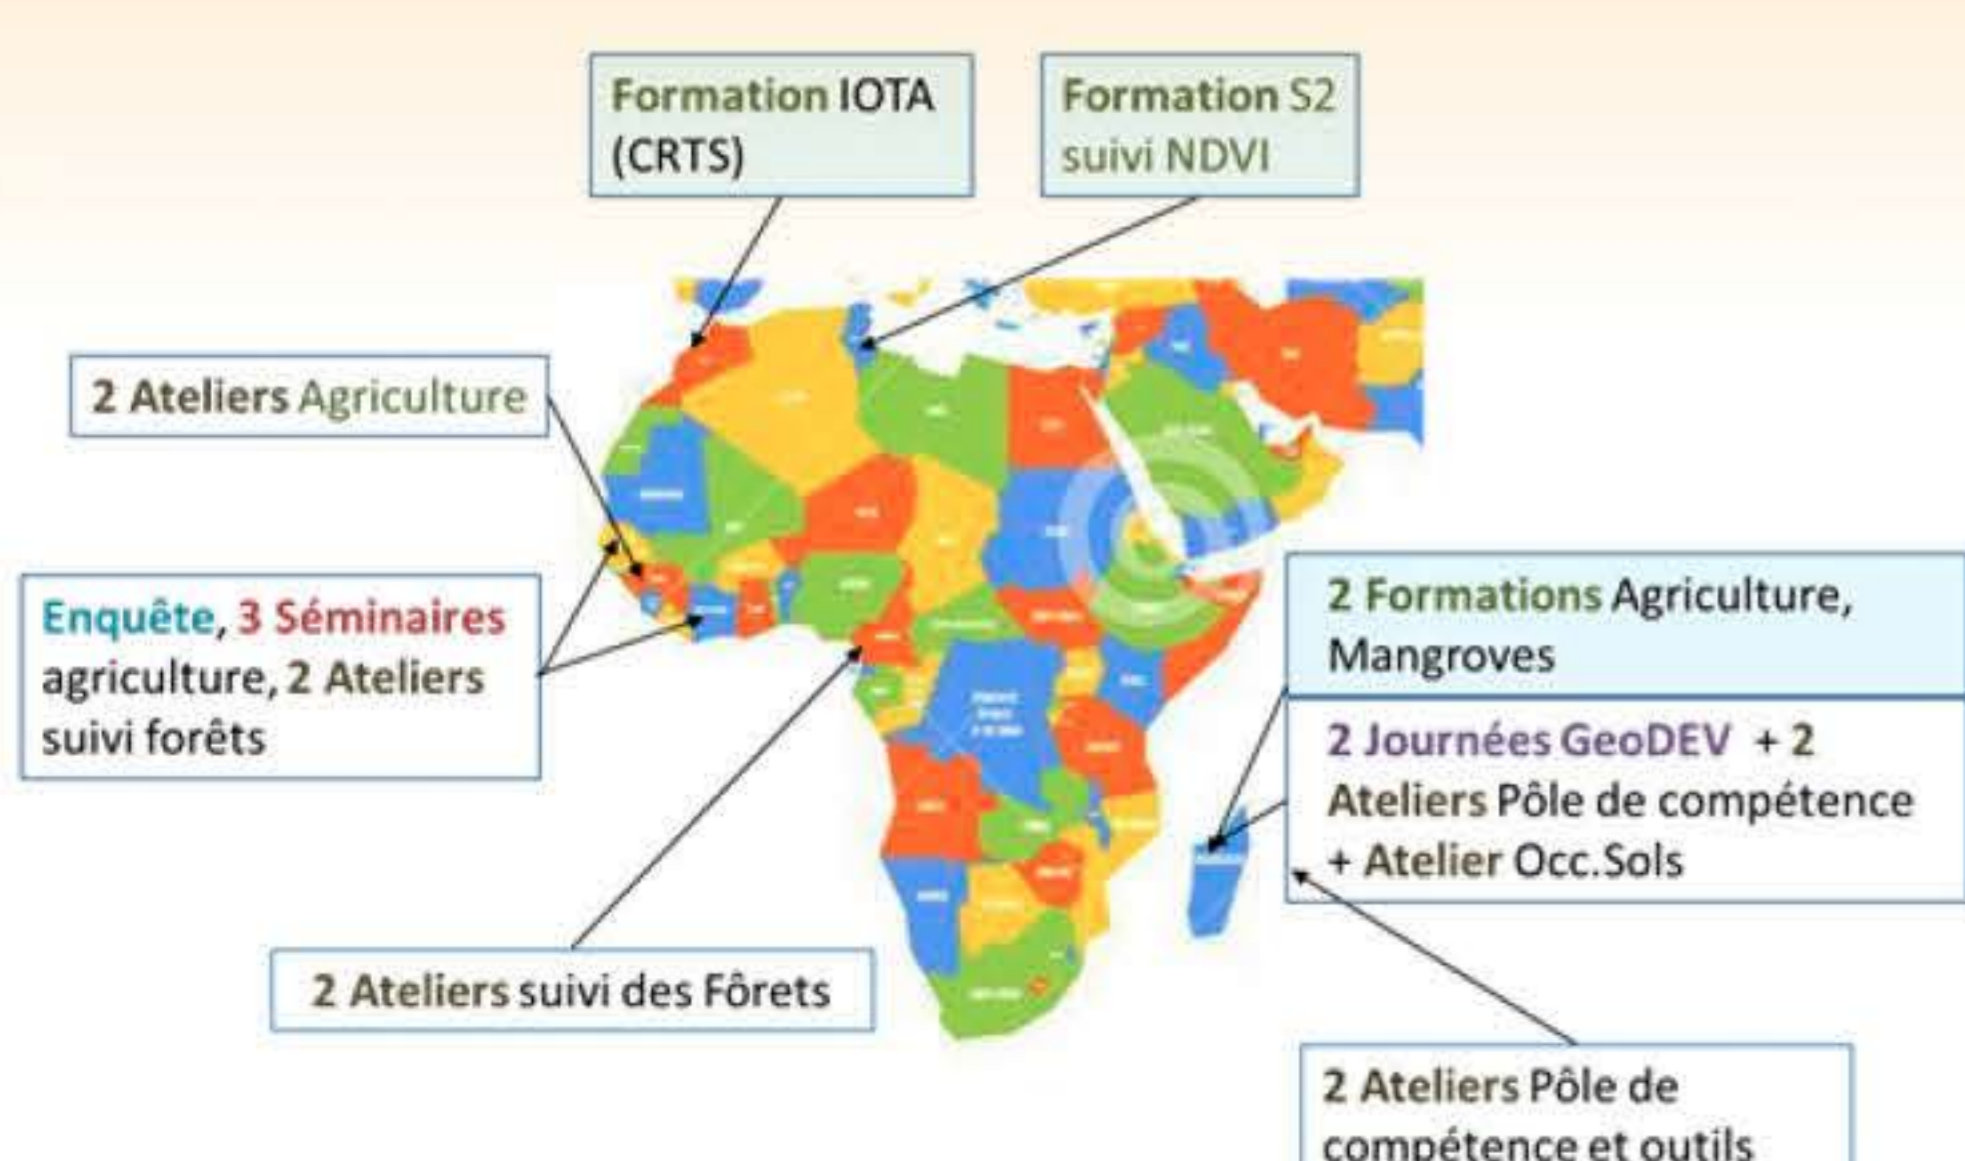 Formation IOTA
(CRTS)
Formation S2
suivi NDVI
2 Ateliers Agriculture
Enquête, 3 Séminaires
agriculture, 2 Ateliers
suivi forêts
2 Formations Agriculture,
Mangroves
2 Journées GeoDEV + 2
Ateliers Pôle de compétence
+ Atelier Occ.Sols
2 Ateliers suivi des Fôrets
2 Ateliers Pôle de
compétence et outils